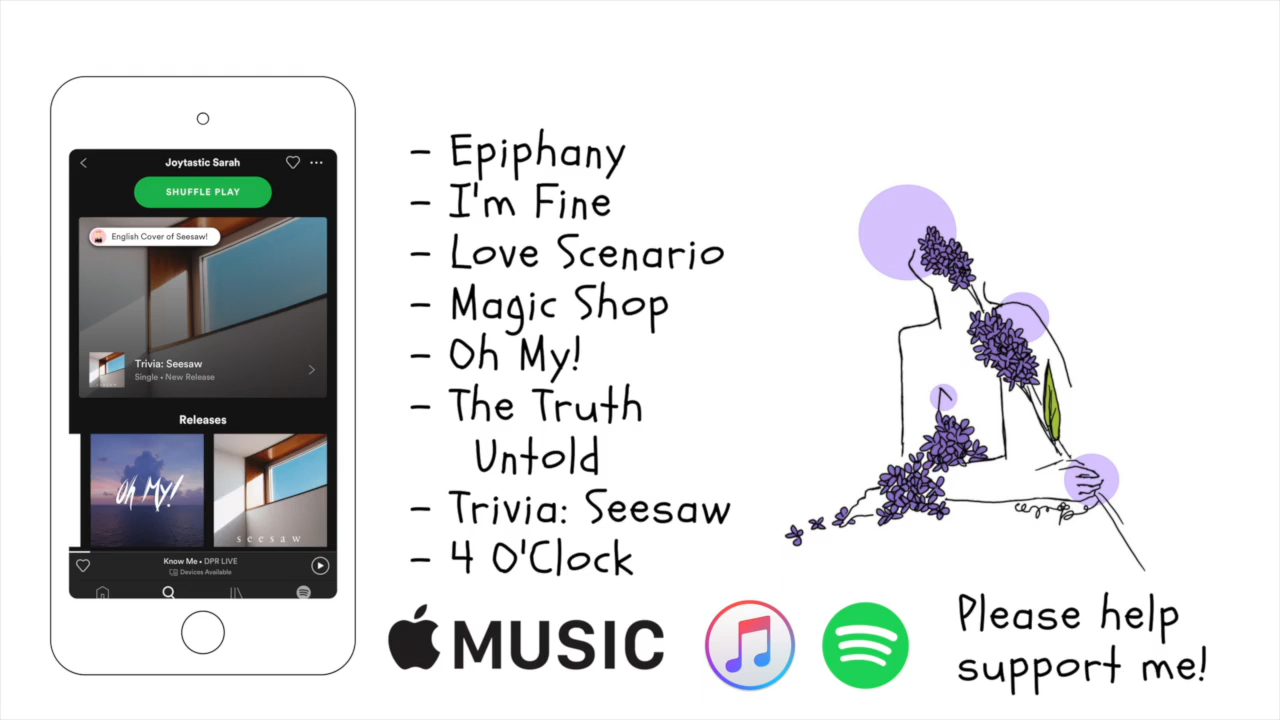 Joytastic Sarah
SHUFFLE PLAY
English Cover of Seesaw!
Trivia: Seesaw
Single • New Release
Releases
Oh My!
seesaw
Know Me • DPR LIVE
Devices Available
- Epiphany
- I'm Fine
- Love Scenario
- Magic Shop
- Oh My!
- The Truth
Untold
- Trivia: Seesaw
- 4 O'Clock
MUSIC
Please help
support me!